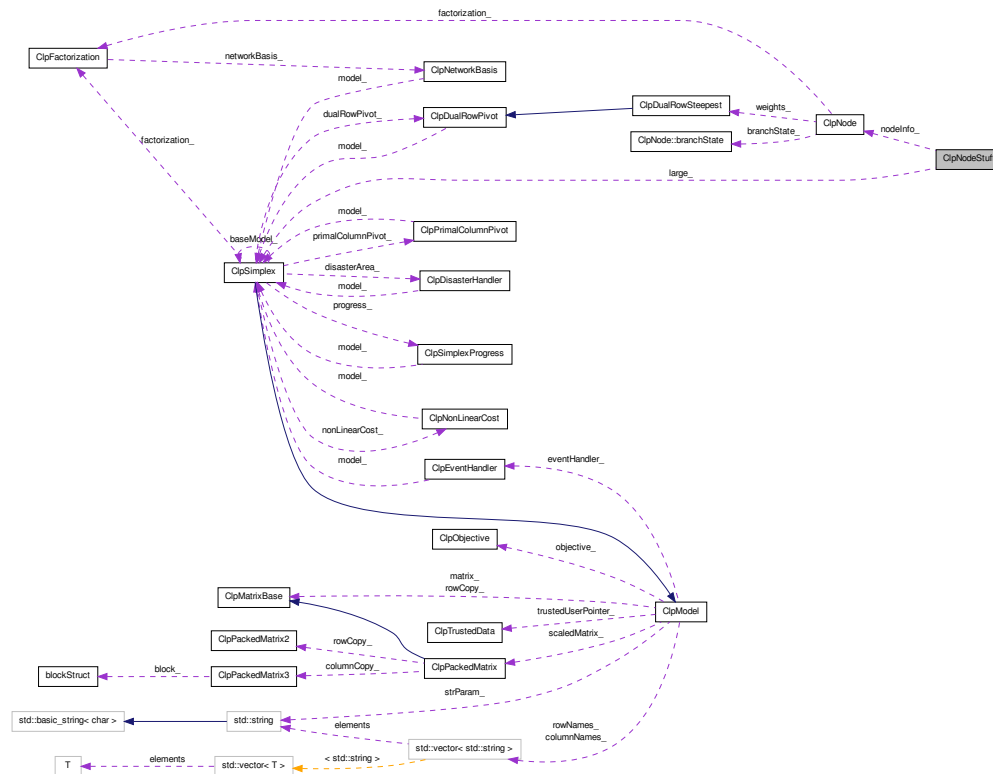 factorization_
ClpFactorization
networkBasis_
ClpNetworkBasis
model_
ClpDualRowSteepest
weights_
dualRowPivot_
ClpDualRowPivot
ClpNode
branchState_
nodeInfo_
ClpNode::branchState
factorization_
model_
ClpNodeStuf
large_
model_
ClpPrimalColumnPivot
primalColumnPivot_
baseModel_
ClpSimplex
disasterArea_
ClpDisasterHandler
model_
progress_
model_
ClpSimplexProgress
model_
ClpNonLinearCost
nonLinearCost_
model_
ClpEventHandler
eventHandler_
ClpObjective
objective_
matrix_
rowCopy_
ClpMatrixBase
ClpModel
trustedUserPointer_
ClpTrustedData
scaledMatrix_
ClpPackedMatrix2
rowCopy_
ClpPackedMatrix
columnCopy_
block_
blockStruct
ClpPackedMatrix3
strParam_
std::basic_string< char >
std::string
elements
rowNames_
columnNames_
std::vector< std::string >
T
elements
std::vector< T >
< std::string >